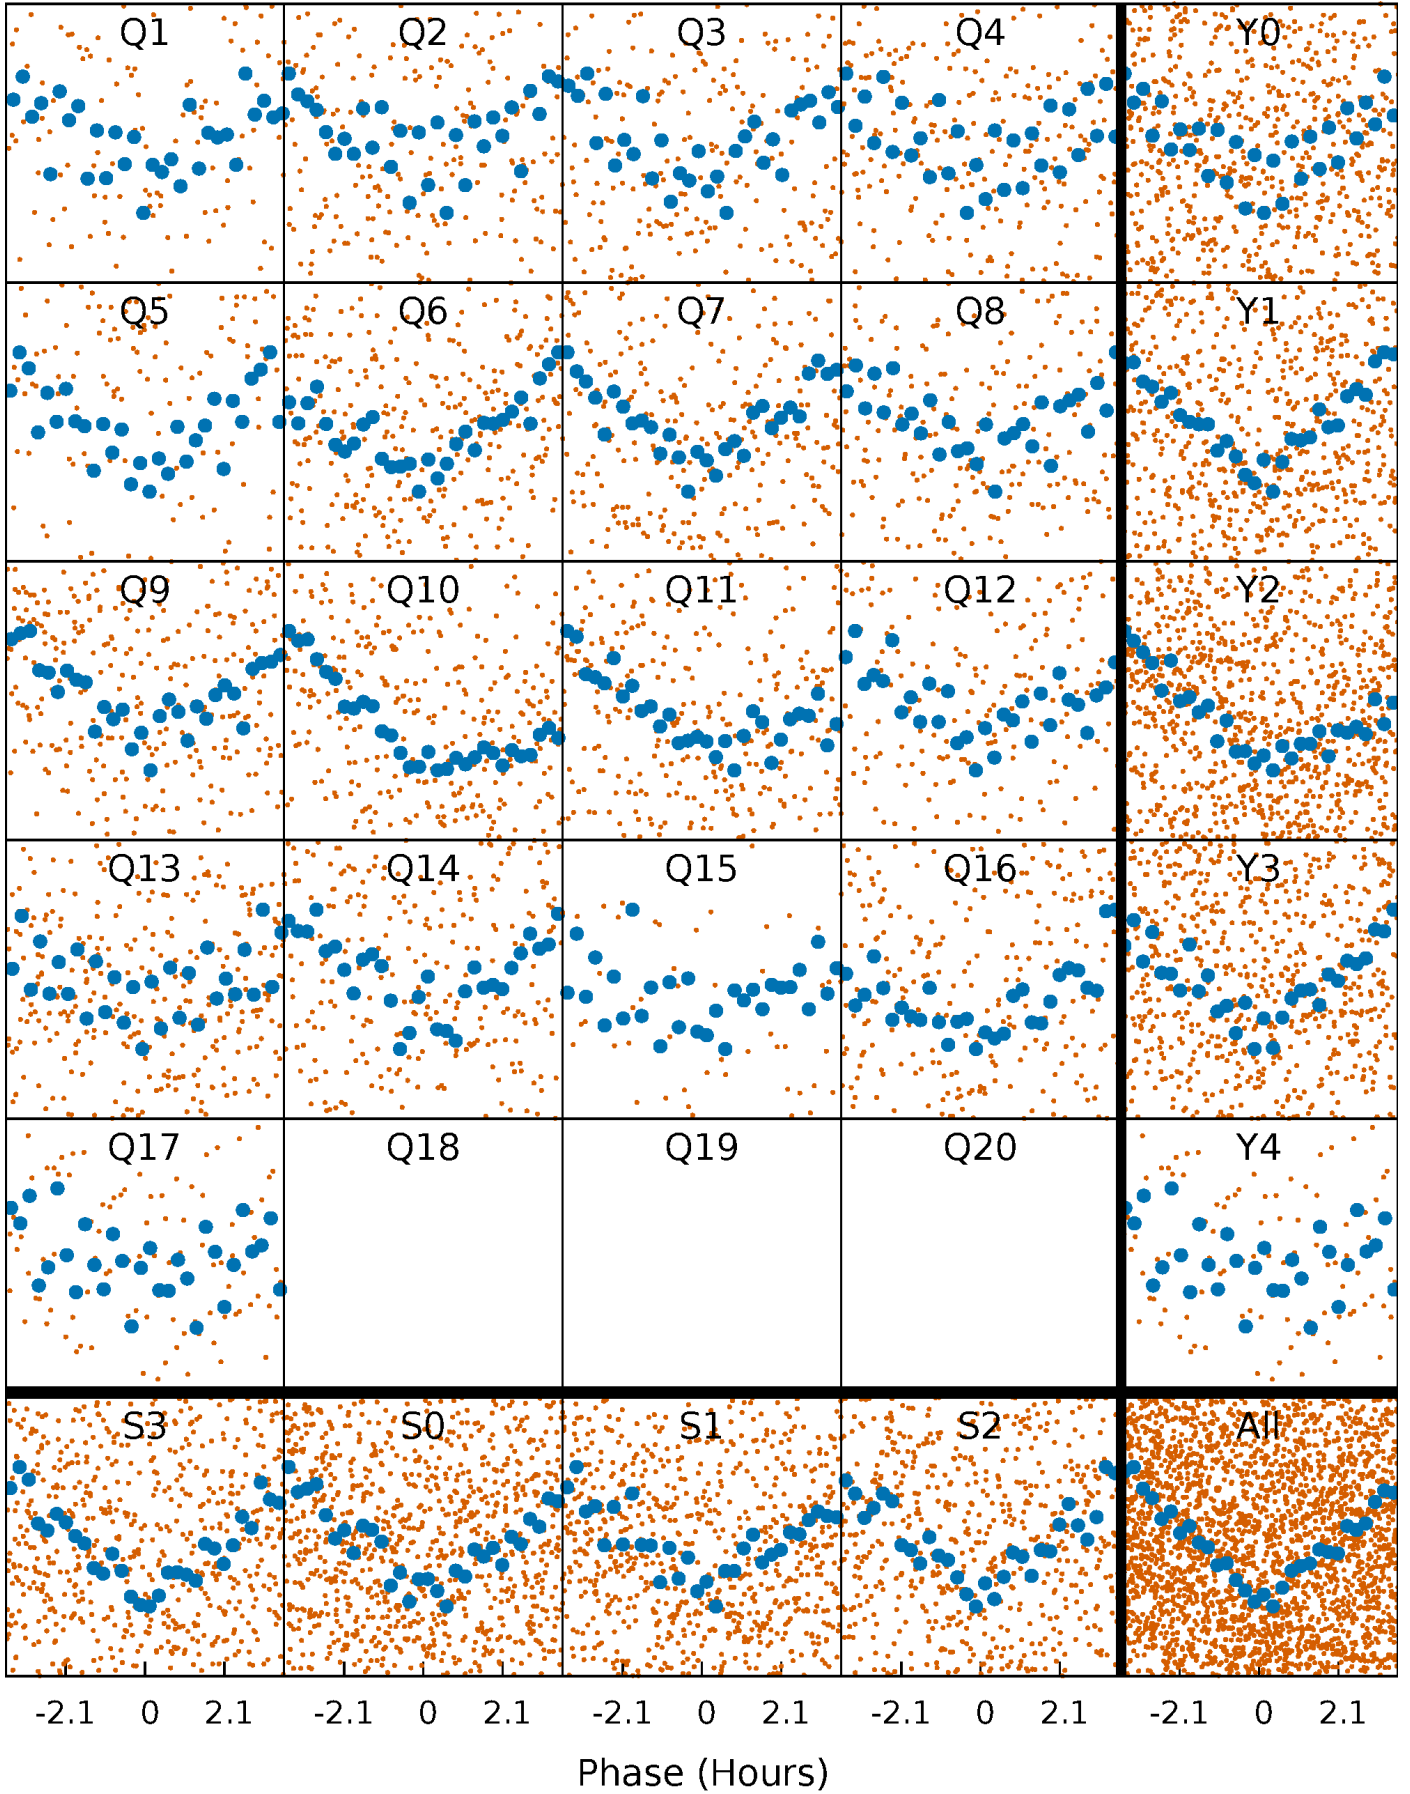 Q1 Q2 Q3 Q4 Y0
Q5 Q6 Q7 Q8 Y1
Q9 Q10 Q11 Q12 Y2
Q13 Q14 Q15 Q16 Y3
Q17 Q18 Q19 Q20 Y4
S3 S0 S1 S2 All
-2.1 0 2.1 -2.1 0 2.1 -2.1 0 2.1 -2.1 0 2.1 -2.1 0 2.1
Phase (Hours)